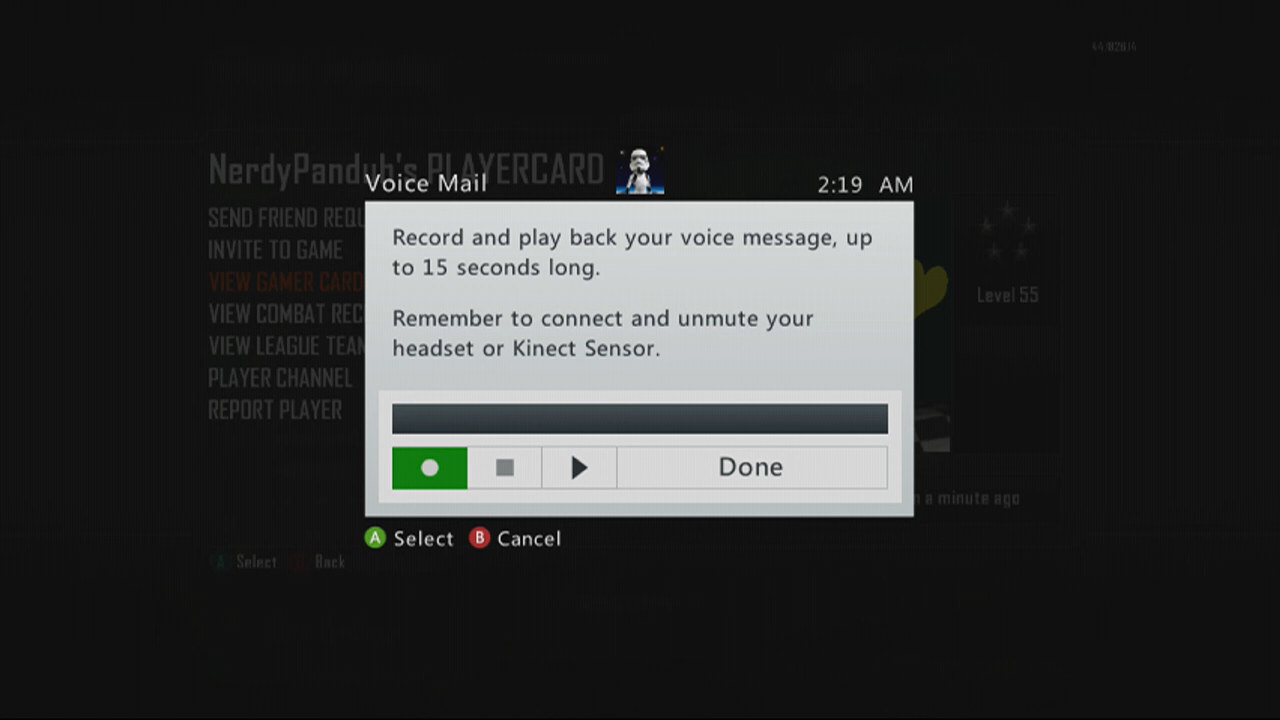 NerdyPanduh's PLAYERCARD
Voice Mail
2:19 AM
SEND FRIEND REQU
INVITE TO GAME
VIEW GAMER CARD
VIEW COMBAT REC
VIEW LEAGUE TEAM
PLAYER CHANNEL
REPORT PLAYER
Record and play back your voice message, up
to 15 seconds long.
Remember to connect and unmute your
headset or Kinect Sensor.
Level 55
Done
a minute ago
A Select B Cancel
A Select Back